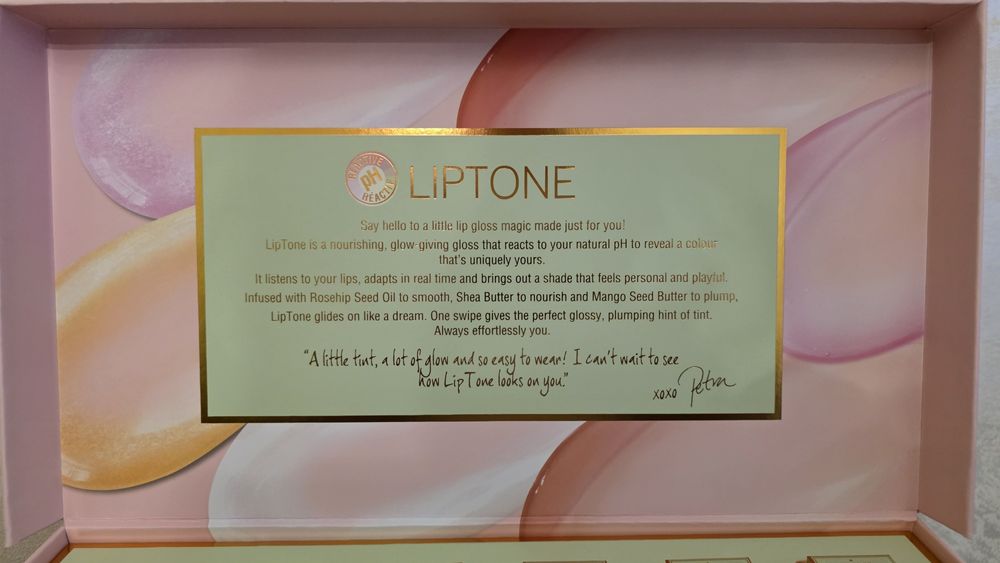 REACTIVE pH RÉACTIF
LIPTONE
Say hello to a little lip gloss magic made just for you!
LipTone is a nourishing, glow-giving gloss that reacts to your natural pH to reveal a colour
that's uniquely yours.
It listens to your lips, adapts in real time and brings out a shade that feels personal and playful.
Infused with Rosehip Seed Oil to smooth, Shea Butter to nourish and Mango Seed Butter to plump,
LipTone glides on like a dream. One swipe gives the perfect glossy, plumping hint of tint.
Always effortlessly you.
"A little tint, a lot of glow and so easy to wear! I can't wait to see
how LipTone looks on you."
xoxo Petra